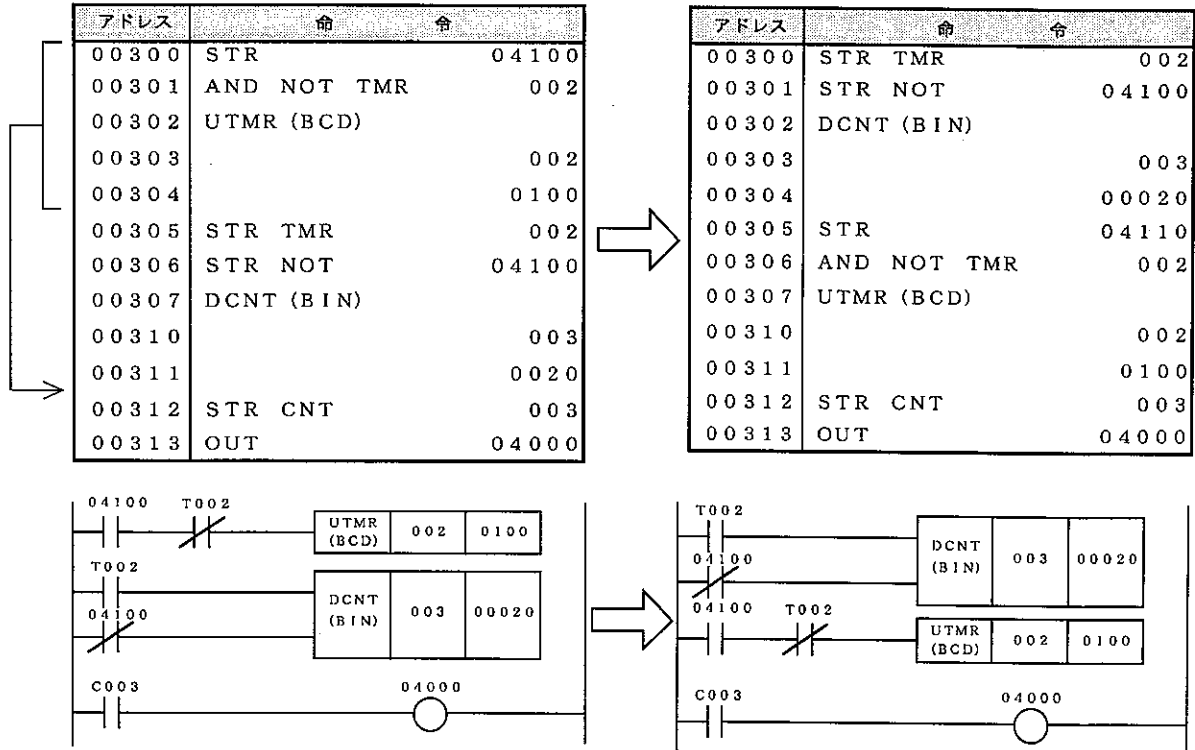 アドレス 命 令
00300 STR 04100
00301 AND NOT TMR 002
00302 UTMR (BCD)
00303 002
00304 0100
00305 STR TMR 002
00306 STR NOT 04100
00307 DCNT (BIN)
00310 003
00311 0020
00312 STR CNT 003
00313 OUT 04000
アドレス 命 令
00300 STR TMR 002
00301 STR NOT 04100
00302 DCNT (BIN)
00303 003
00304 00020
00305 STR 04110
00306 AND NOT TMR 002
00307 UTMR (BCD)
00310 002
00311 0100
00312 STR CNT 003
00313 OUT 04000
04100 T002
UTMR (BCD) 002 0100
T002
04100
DCNT (BIN) 003 00020
C003 04000
T002
04100
DCNT (BIN) 003 00020
04100 T002
UTMR (BCD) 002 0100
C003 04000